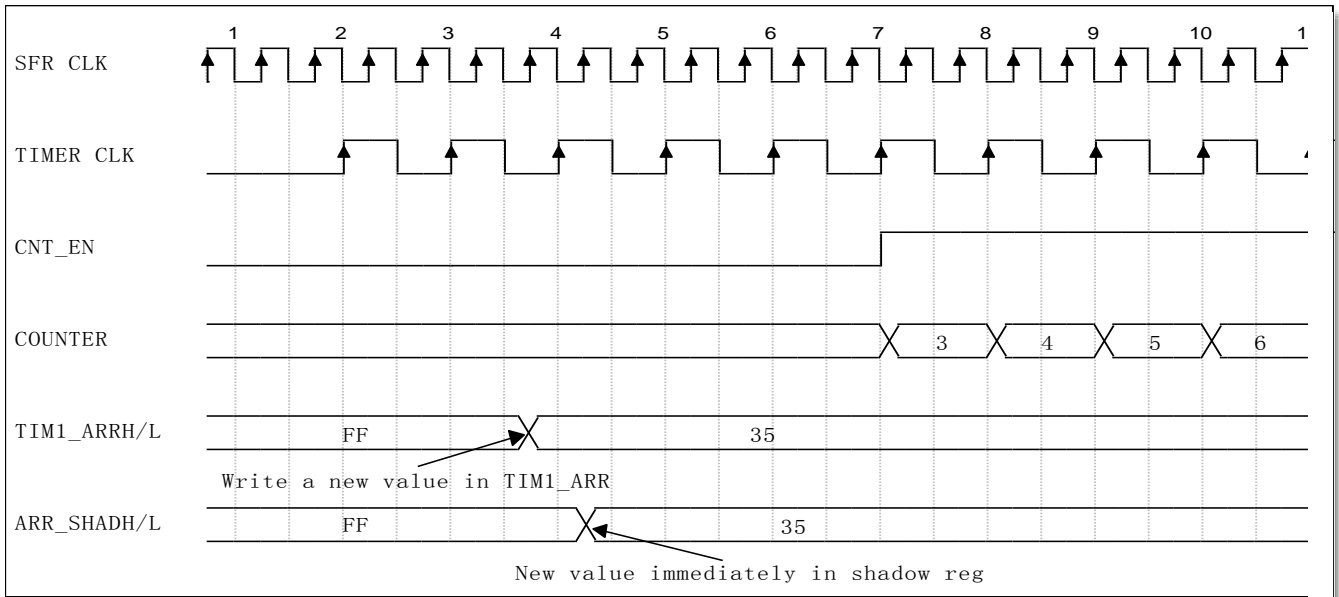 1 2 3 4 5 6 7 8 9 10 1
SFR CLK
TIMER CLK
CNT_EN
COUNTER 3 4 5 6
TIM1_ARRH/L FF 35
Write a new value in TIM1_ARR
ARR_SHADH/L FF 35
New value immediately in shadow reg